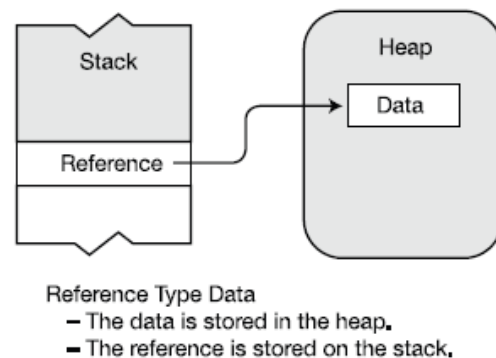 Stack
Heap
Data
Reference
Reference Type Data
– The data is stored in the heap.
– The reference is stored on the stack.